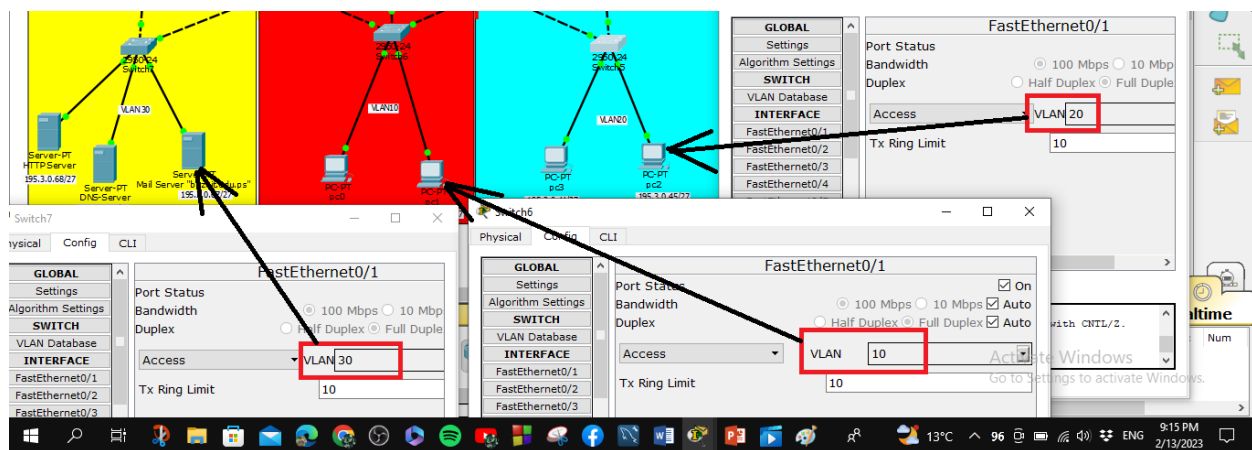 2950-24
Switch7
VLAN30
Server-PT
HTTPServer
195.3.0.68/27
Server-PT
DNS-Server
Mail Server
VLAN10
PC-PT
pc0
PC-PT
pc1
2950-24
Switch5
VLAN20
PC-PT
pc3
PC-PT
pc2
195.3.0.45/27
GLOBAL
Settings
Algorithm Settings
SWITCH
VLAN Database
INTERFACE
FastEthernet0/1
FastEthernet0/2
FastEthernet0/3
FastEthernet0/4
FastEthernet0/1
Port Status
Bandwidth
100 Mbps 10 Mbp
Duplex
Half Duplex Full Duple
Access
VLAN 20
Tx Ring Limit
10
Switch7
hysical Config CLI
GLOBAL
Settings
Algorithm Settings
SWITCH
VLAN Database
INTERFACE
FastEthernet0/1
FastEthernet0/2
FastEthernet0/3
FastEthernet0/1
Port Status
Bandwidth
100 Mbps 10 Mbp
Duplex
Half Duplex Full Duple
Access
VLAN 30
Tx Ring Limit
10
Switch6
Physical Config CLI
GLOBAL
Settings
Algorithm Settings
SWITCH
VLAN Database
INTERFACE
FastEthernet0/1
FastEthernet0/2
FastEthernet0/3
FastEthernet0/1
Port Status
On
Bandwidth
100 Mbps 10 Mbps Auto
Duplex
Half Duplex Full Duplex Auto
Access
VLAN 10
Tx Ring Limit
10
with CNTL/Z.
altime
Num
Activate Windows
Go to Settings to activate Windows.
13°C
96
ENG
9:15 PM
2/13/2023